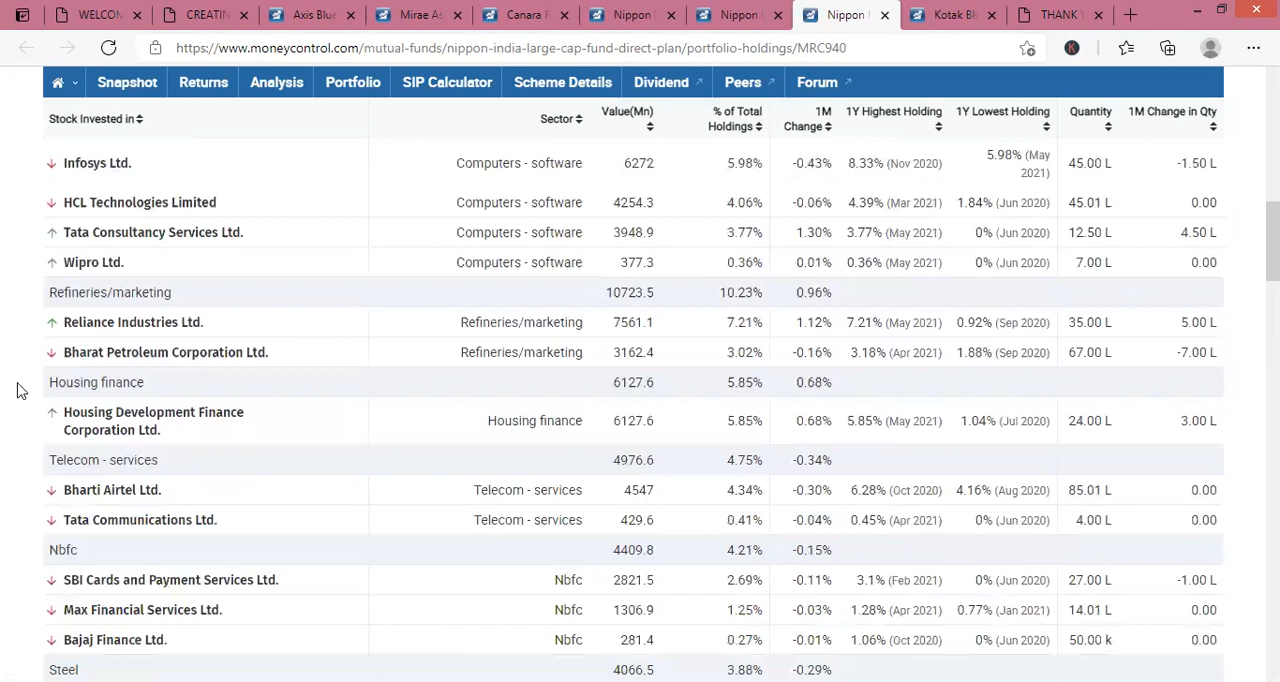 WELCOM
CREATIN
Axis Blue
Mirae As
Canara R
Nippon I
Nippon I
Nippon I
Kotak Bl
THANK Y
https://www.moneycontrol.com/mutual-funds/nippon-india-large-cap-fund-direct-plan/portfolio-holdings/MRC940
K
Snapshot Returns Analysis Portfolio SIP Calculator Scheme Details Dividend Peers Forum
Stock Invested in Sector Value(Mn) % of Total Holdings 1M Change 1Y Highest Holding 1Y Lowest Holding Quantity 1M Change in Qty
Infosys Ltd. Computers - software 6272 5.98% -0.43% 8.33% (Nov 2020) 5.98% (May 2021) 45.00 L -1.50 L
HCL Technologies Limited Computers - software 4254.3 4.06% -0.06% 4.39% (Mar 2021) 1.84% (Jun 2020) 45.01 L 0.00
Tata Consultancy Services Ltd. Computers - software 3948.9 3.77% 1.30% 3.77% (May 2021) 0% (Jun 2020) 12.50 L 4.50 L
Wipro Ltd. Computers - software 377.3 0.36% 0.01% 0.36% (May 2021) 0% (Jun 2020) 7.00 L 0.00
Refineries/marketing 10723.5 10.23% 0.96%
Reliance Industries Ltd. Refineries/marketing 7561.1 7.21% 1.12% 7.21% (May 2021) 0.92% (Sep 2020) 35.00 L 5.00 L
Bharat Petroleum Corporation Ltd. Refineries/marketing 3162.4 3.02% -0.16% 3.18% (Apr 2021) 1.88% (Sep 2020) 67.00 L -7.00 L
Housing finance 6127.6 5.85% 0.68%
Housing Development Finance Corporation Ltd. Housing finance 6127.6 5.85% 0.68% 5.85% (May 2021) 1.04% (Jul 2020) 24.00 L 3.00 L
Telecom - services 4976.6 4.75% -0.34%
Bharti Airtel Ltd. Telecom - services 4547 4.34% -0.30% 6.28% (Oct 2020) 4.16% (Aug 2020) 85.01 L 0.00
Tata Communications Ltd. Telecom - services 429.6 0.41% -0.04% 0.45% (Apr 2021) 0% (Jun 2020) 4.00 L 0.00
Nbfc 4409.8 4.21% -0.15%
SBI Cards and Payment Services Ltd. Nbfc 2821.5 2.69% -0.11% 3.1% (Feb 2021) 0% (Jun 2020) 27.00 L -1.00 L
Max Financial Services Ltd. Nbfc 1306.9 1.25% -0.03% 1.28% (Apr 2021) 0.77% (Jan 2021) 14.01 L 0.00
Bajaj Finance Ltd. Nbfc 281.4 0.27% -0.01% 1.06% (Oct 2020) 0% (Jun 2020) 50.00 k 0.00
Steel 4066.5 3.88% -0.29%